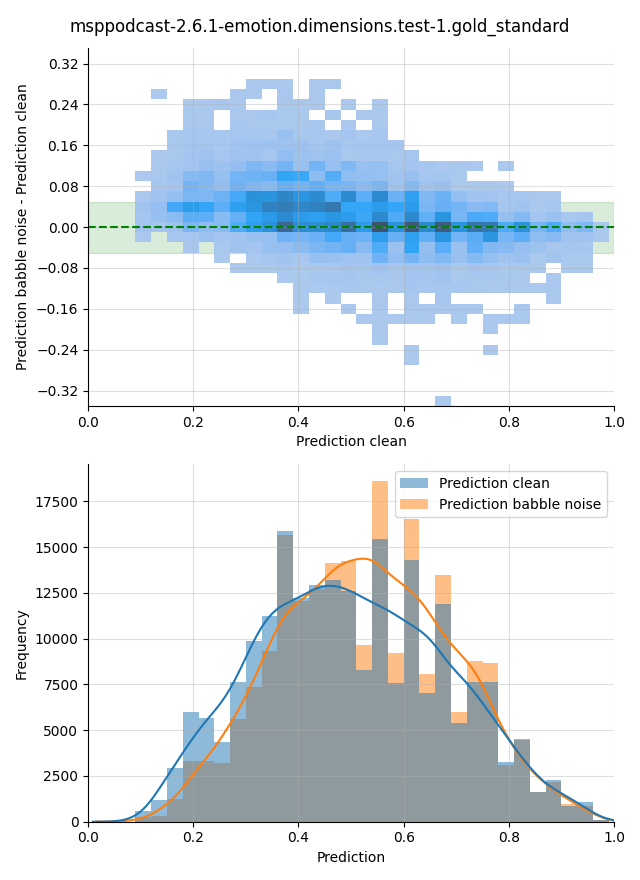 msppodcast-2.6.1-emotion.dimensions.test-1.gold_standard
Prediction babble noise - Prediction clean
0.32
0.24
0.16
0.08
0.00
−0.08
−0.16
−0.24
−0.32
0.0 0.2 0.4 0.6 0.8 1.0
Prediction clean
Frequency
17500
15000
12500
10000
7500
5000
2500
0
Prediction clean
Prediction babble noise
0.0 0.2 0.4 0.6 0.8 1.0
Prediction